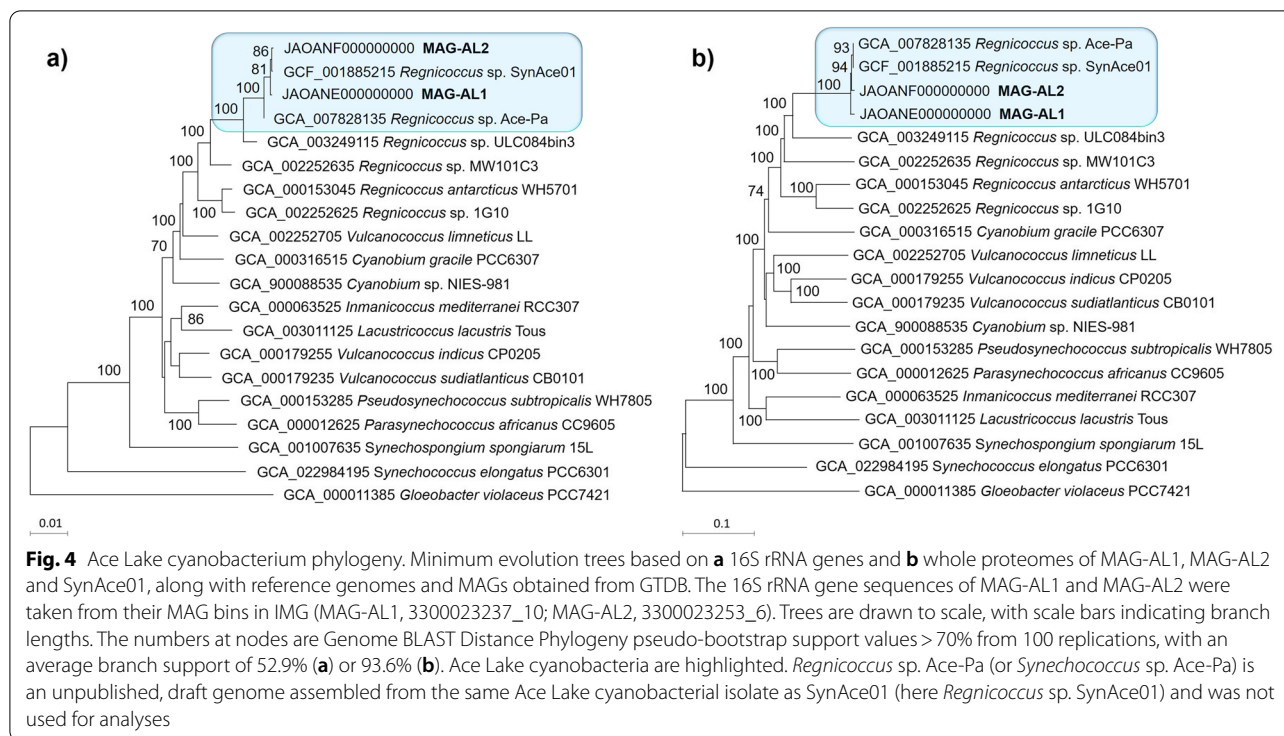 a)
86
JAOANF000000000 MAG-AL2
81
GCF_001885215 Regnicoccus sp. SynAce01
100
JAOANE000000000 MAG-AL1
100
GCA_007828135 Regnicoccus sp. Ace-Pa
GCA_003249115 Regnicoccus sp. ULC084bin3
100
GCA_002252635 Regnicoccus sp. MW101C3
GCA_000153045 Regnicoccus antarcticus WH5701
100
100
GCA_002252625 Regnicoccus sp. 1G10
GCA_002252705 Vulcanococcus limneticus LL
70
GCA_000316515 Cyanobium gracile PCC6307
GCA_900088535 Cyanobium sp. NIES-981
100
GCA_000063525 Inmanicoccus mediterranei RCC307
86
GCA_003011125 Lacustricoccus lacustris Tous
GCA_000179255 Vulcanococcus indicus CP0205
100
GCA_000179235 Vulcanococcus sudiatlanticus CB0101
GCA_000153285 Pseudosynechococcus subtropicalis WH7805
100
GCA_000012625 Parasynechococcus africanus CC9605
GCA_001007635 Synechospongium spongiarum 15L
GCA_022984195 Synechococcus elongatus PCC6301
GCA_000011385 Gloeobacter violaceus PCC7421
0.01
b)
93
GCA_007828135 Regnicoccus sp. Ace-Pa
94
GCF_001885215 Regnicoccus sp. SynAce01
100
JAOANF000000000 MAG-AL2
100
JAOANE000000000 MAG-AL1
GCA_003249115 Regnicoccus sp. ULC084bin3
100
GCA_002252635 Regnicoccus sp. MW101C3
74
100
GCA_000153045 Regnicoccus antarcticus WH5701
GCA_002252625 Regnicoccus sp. 1G10
GCA_000316515 Cyanobium gracile PCC6307
100
GCA_002252705 Vulcanococcus limneticus LL
100
GCA_000179255 Vulcanococcus indicus CP0205
100
GCA_000179235 Vulcanococcus sudiatlanticus CB0101
100
GCA_900088535 Cyanobium sp. NIES-981
GCA_000153285 Pseudosynechococcus subtropicalis WH7805
100
100
GCA_000012625 Parasynechococcus africanus CC9605
GCA_000063525 Inmanicoccus mediterranei RCC307
100
100
GCA_003011125 Lacustricoccus lacustris Tous
GCA_001007635 Synechospongium spongiarum 15L
GCA_022984195 Synechococcus elongatus PCC6301
GCA_000011385 Gloeobacter violaceus PCC7421
0.1
Fig. 4 Ace Lake cyanobacterium phylogeny. Minimum evolution trees based on a 16S rRNA genes and b whole proteomes of MAG-AL1, MAG-AL2
and SynAce01, along with reference genomes and MAGs obtained from GTDB. The 16S rRNA gene sequences of MAG-AL1 and MAG-AL2 were
taken from their MAG bins in IMG (MAG-AL1, 3300023237_10; MAG-AL2, 3300023253_6). Trees are drawn to scale, with scale bars indicating branch
lengths. The numbers at nodes are Genome BLAST Distance Phylogeny pseudo-bootstrap support values > 70% from 100 replications, with an
average branch support of 52.9% (a) or 93.6% (b). Ace Lake cyanobacteria are highlighted. Regnicoccus sp. Ace-Pa (or Synechococcus sp. Ace-Pa) is
an unpublished, draft genome assembled from the same Ace Lake cyanobacterial isolate as SynAce01 (here Regnicoccus sp. SynAce01) and was not
used for analyses